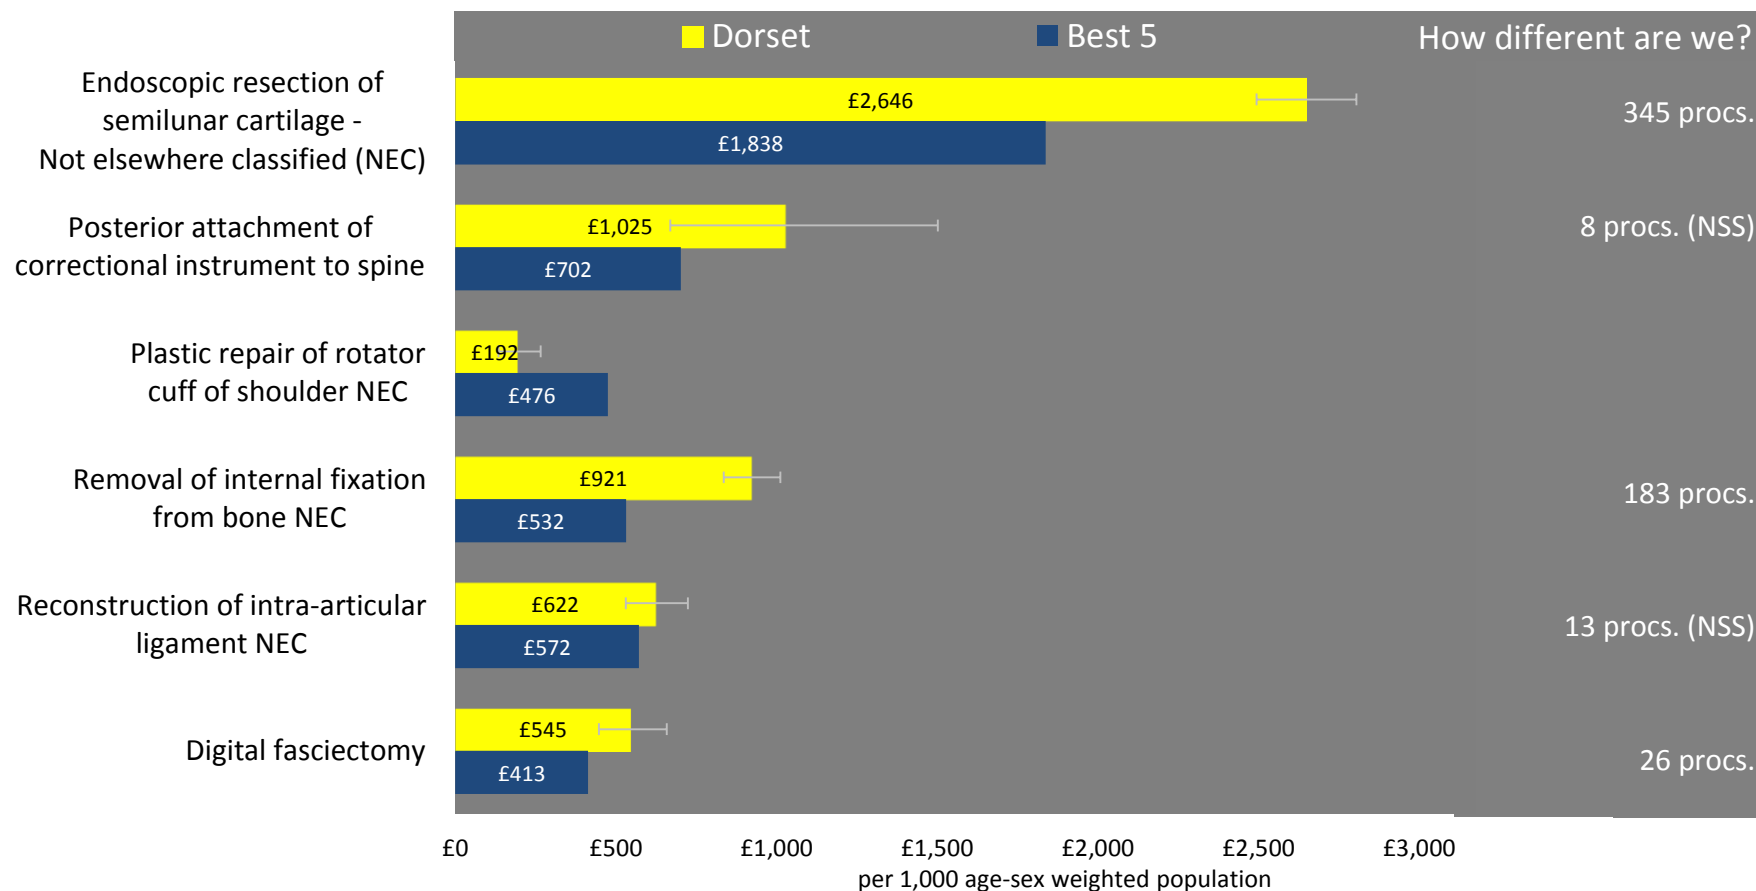 Dorset
Best 5
How different are we?
Endoscopic resection of
semilunar cartilage -
Not elsewhere classified (NEC)
£2,646
£1,838
345 procs.
Posterior attachment of
correctional instrument to spine
£1,025
£702
8 procs. (NSS)
Plastic repair of rotator
cuff of shoulder NEC
£192
£476
Removal of internal fixation
from bone NEC
£921
£532
183 procs.
Reconstruction of intra-articular
ligament NEC
£622
£572
13 procs. (NSS)
Digital fasciectomy
£545
£413
26 procs.
£0 £500 £1,000 £1,500 £2,000 £2,500 £3,000
per 1,000 age-sex weighted population